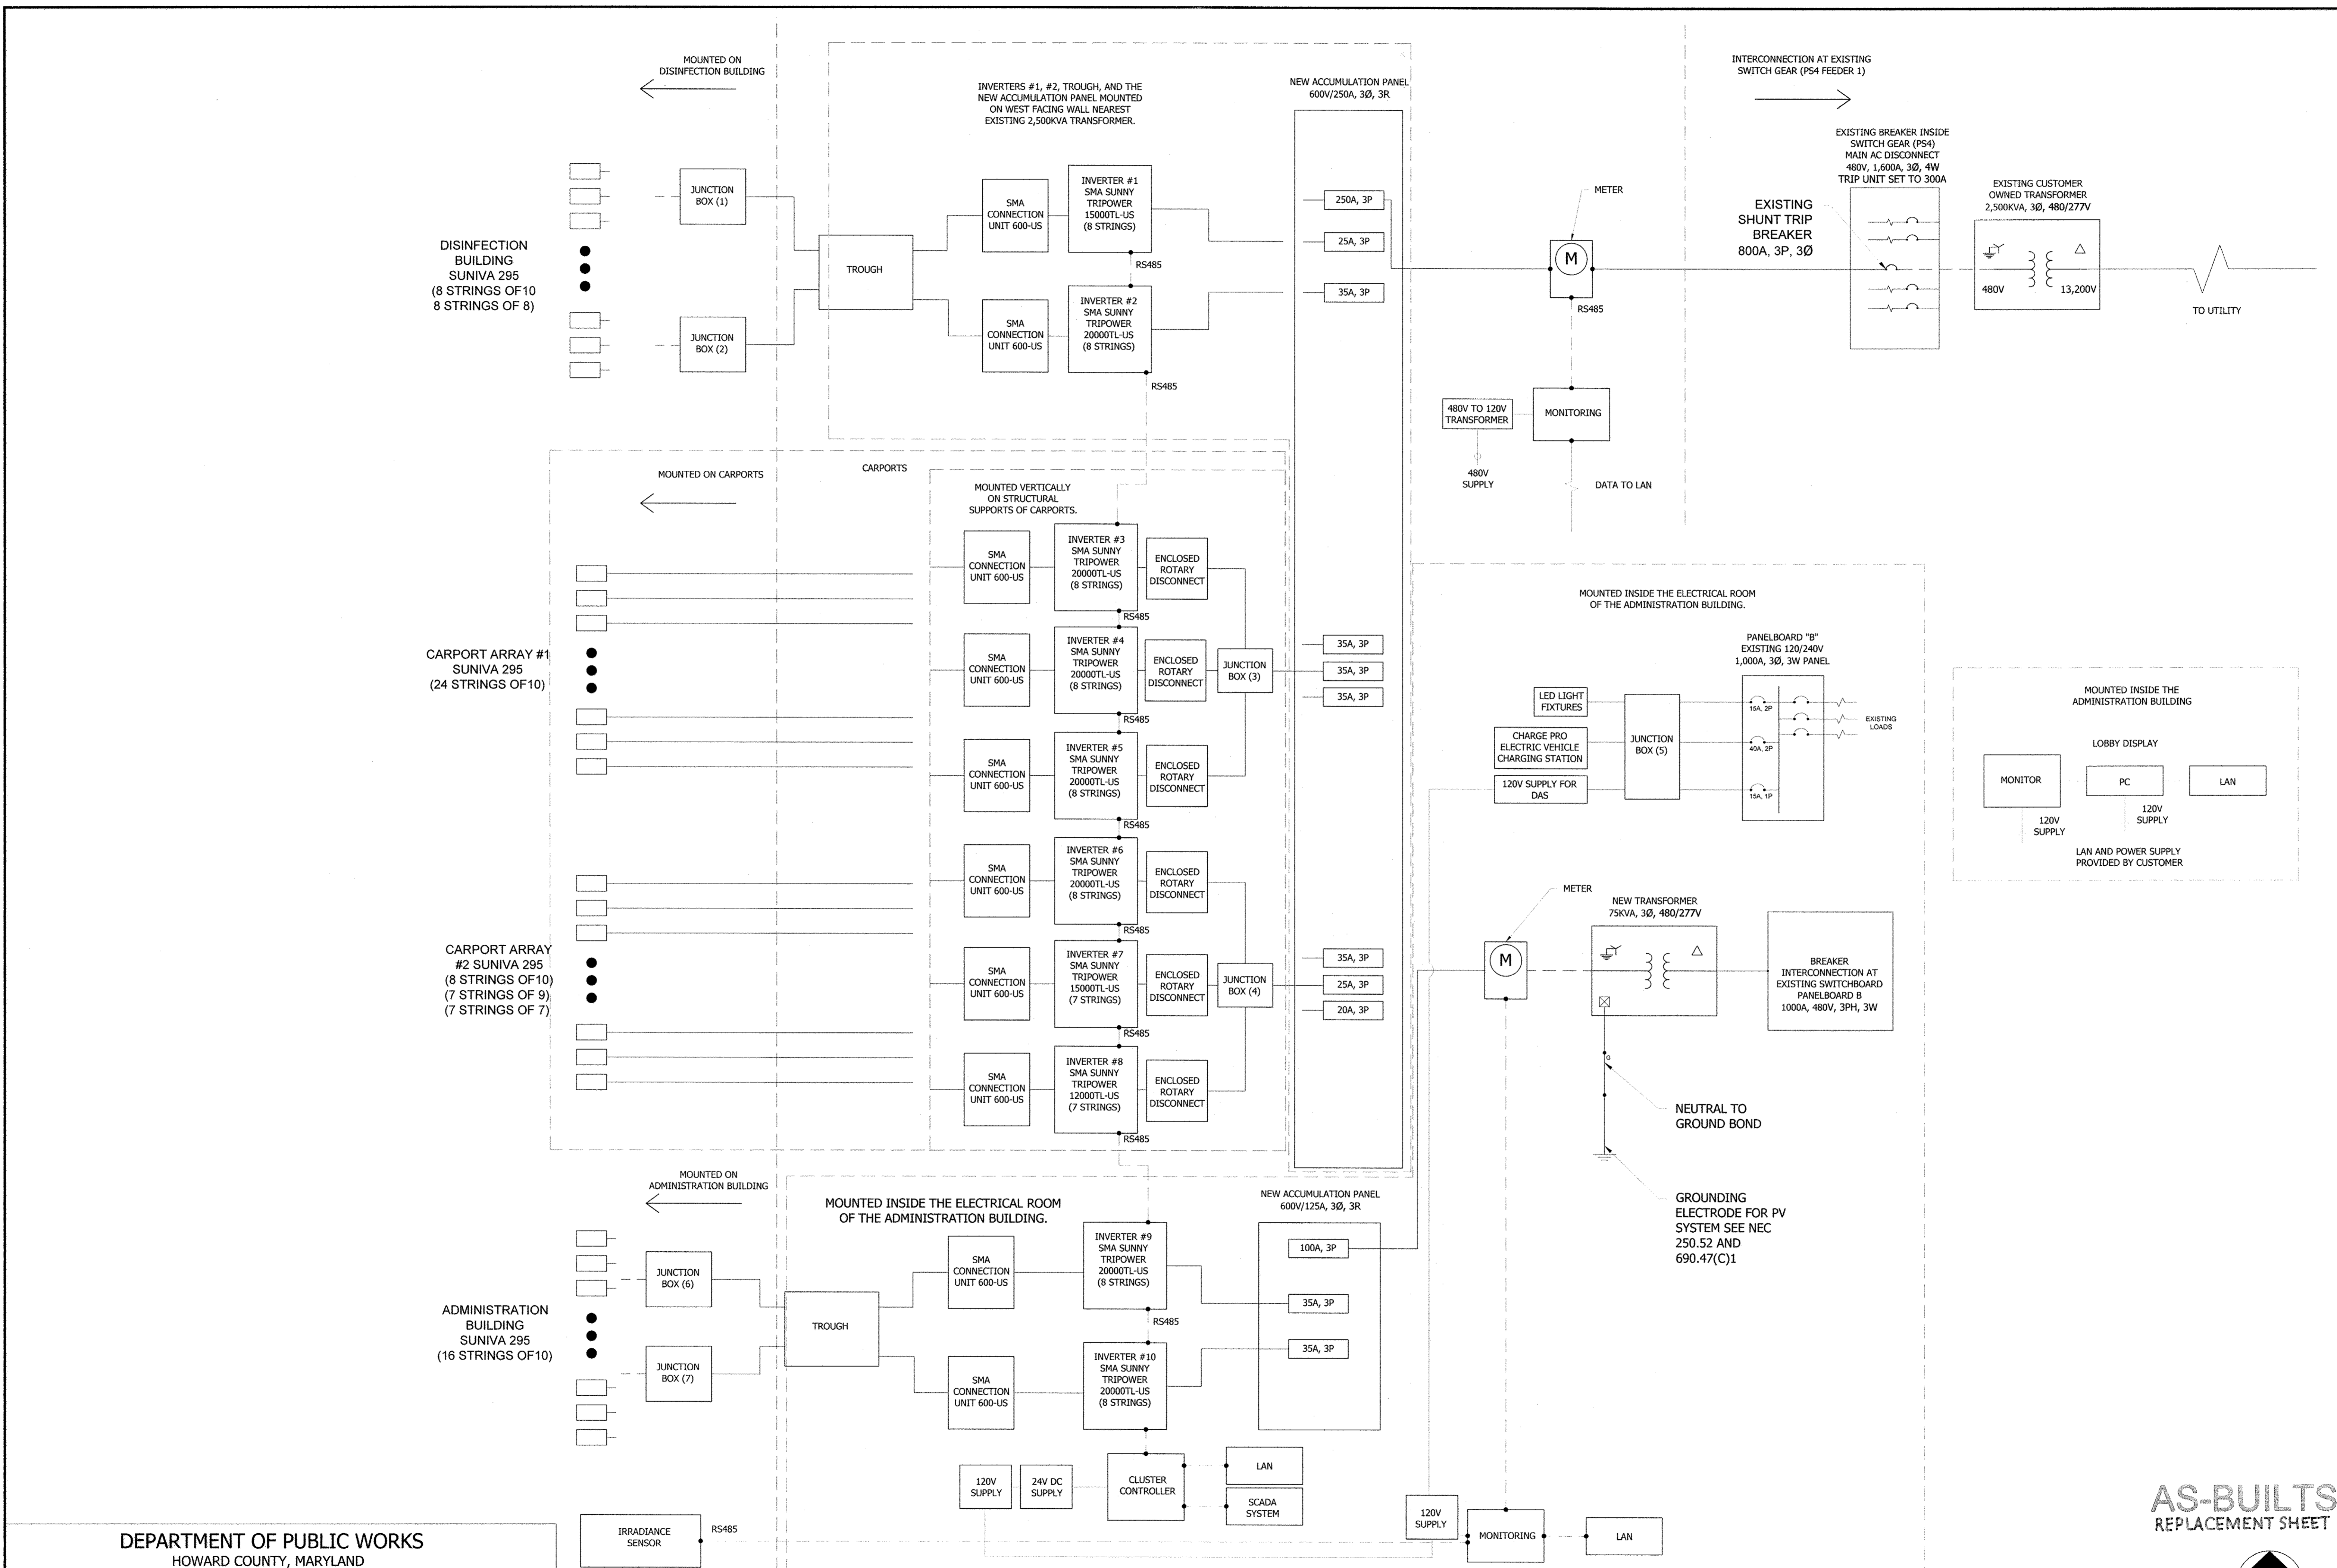 MOUNTED ON
DISINFECTION BUILDING
INVERTERS #1, #2, TROUGH, AND THE
NEW ACCUMULATION PANEL MOUNTED
ON WEST FACING WALL NEAREST
EXISTING 2,500KVA TRANSFORMER.
NEW ACCUMULATION PANEL
600V/250A, 3Ø, 3R
INTERCONNECTION AT EXISTING
SWITCH GEAR (PS4 FEEDER 1)
EXISTING BREAKER INSIDE
SWITCH GEAR (PS4)
MAIN AC DISCONNECT
480V, 1,600A, 3Ø, 4W
TRIP UNIT SET TO 300A
EXISTING CUSTOMER
OWNED TRANSFORMER
2,500KVA, 3Ø, 480/277V
DISINFECTION
BUILDING
SUNIVA 295
(8 STRINGS OF10
8 STRINGS OF 8)
JUNCTION
BOX (1)
JUNCTION
BOX (2)
TROUGH
SMA
CONNECTION
UNIT 600-US
INVERTER #1
SMA SUNNY
TRIPOWER
15000TL-US
(8 STRINGS)
RS485
SMA
CONNECTION
UNIT 600-US
INVERTER #2
SMA SUNNY
TRIPOWER
20000TL-US
(8 STRINGS)
RS485
250A, 3P
25A, 3P
35A, 3P
METER
M
RS485
EXISTING
SHUNT TRIP
BREAKER
800A, 3P, 3Ø
480V
13,200V
TO UTILITY
480V TO 120V
TRANSFORMER
MONITORING
480V
SUPPLY
DATA TO LAN
MOUNTED ON CARPORTS
CARPORTS
MOUNTED VERTICALLY
ON STRUCTURAL
SUPPORTS OF CARPORTS.
CARPORT ARRAY #1
SUNIVA 295
(24 STRINGS OF10)
SMA
CONNECTION
UNIT 600-US
INVERTER #3
SMA SUNNY
TRIPOWER
20000TL-US
(8 STRINGS)
ENCLOSED
ROTARY
DISCONNECT
RS485
SMA
CONNECTION
UNIT 600-US
INVERTER #4
SMA SUNNY
TRIPOWER
20000TL-US
(8 STRINGS)
ENCLOSED
ROTARY
DISCONNECT
JUNCTION
BOX (3)
RS485
SMA
CONNECTION
UNIT 600-US
INVERTER #5
SMA SUNNY
TRIPOWER
20000TL-US
(8 STRINGS)
ENCLOSED
ROTARY
DISCONNECT
RS485
35A, 3P
35A, 3P
35A, 3P
CARPORT ARRAY
#2 SUNIVA 295
(8 STRINGS OF10)
(7 STRINGS OF 9)
(7 STRINGS OF 7)
SMA
CONNECTION
UNIT 600-US
INVERTER #6
SMA SUNNY
TRIPOWER
20000TL-US
(8 STRINGS)
ENCLOSED
ROTARY
DISCONNECT
RS485
SMA
CONNECTION
UNIT 600-US
INVERTER #7
SMA SUNNY
TRIPOWER
15000TL-US
(7 STRINGS)
ENCLOSED
ROTARY
DISCONNECT
JUNCTION
BOX (4)
RS485
SMA
CONNECTION
UNIT 600-US
INVERTER #8
SMA SUNNY
TRIPOWER
12000TL-US
(7 STRINGS)
ENCLOSED
ROTARY
DISCONNECT
RS485
35A, 3P
25A, 3P
20A, 3P
MOUNTED INSIDE THE ELECTRICAL ROOM
OF THE ADMINISTRATION BUILDING.
PANELBOARD "B"
EXISTING 120/240V
1,000A, 3Ø, 3W PANEL
LED LIGHT
FIXTURES
CHARGE PRO
ELECTRIC VEHICLE
CHARGING STATION
120V SUPPLY FOR
DAS
JUNCTION
BOX (5)
15A, 2P
40A, 2P
15A, 1P
EXISTING
LOADS
MOUNTED INSIDE THE
ADMINISTRATION BUILDING
LOBBY DISPLAY
MONITOR
PC
LAN
120V
SUPPLY
120V
SUPPLY
LAN AND POWER SUPPLY
PROVIDED BY CUSTOMER
METER
M
NEW TRANSFORMER
75KVA, 3Ø, 480/277V
BREAKER
INTERCONNECTION AT
EXISTING SWITCHBOARD
PANELBOARD B
1000A, 480V, 3PH, 3W
G
NEUTRAL TO
GROUND BOND
GROUNDING
ELECTRODE FOR PV
SYSTEM SEE NEC
250.52 AND
690.47(C)1
MOUNTED ON
ADMINISTRATION BUILDING
MOUNTED INSIDE THE ELECTRICAL ROOM
OF THE ADMINISTRATION BUILDING.
NEW ACCUMULATION PANEL
600V/125A, 3Ø, 3R
ADMINISTRATION
BUILDING
SUNIVA 295
(16 STRINGS OF10)
JUNCTION
BOX (6)
JUNCTION
BOX (7)
TROUGH
SMA
CONNECTION
UNIT 600-US
INVERTER #9
SMA SUNNY
TRIPOWER
20000TL-US
(8 STRINGS)
RS485
SMA
CONNECTION
UNIT 600-US
INVERTER #10
SMA SUNNY
TRIPOWER
20000TL-US
(8 STRINGS)
100A, 3P
35A, 3P
35A, 3P
120V
SUPPLY
24V DC
SUPPLY
CLUSTER
CONTROLLER
LAN
SCADA
SYSTEM
IRRADIANCE
SENSOR
RS485
120V
SUPPLY
MONITORING
LAN
AS-BUILTS
REPLACEMENT SHEET
DEPARTMENT OF PUBLIC WORKS
HOWARD COUNTY, MARYLAND